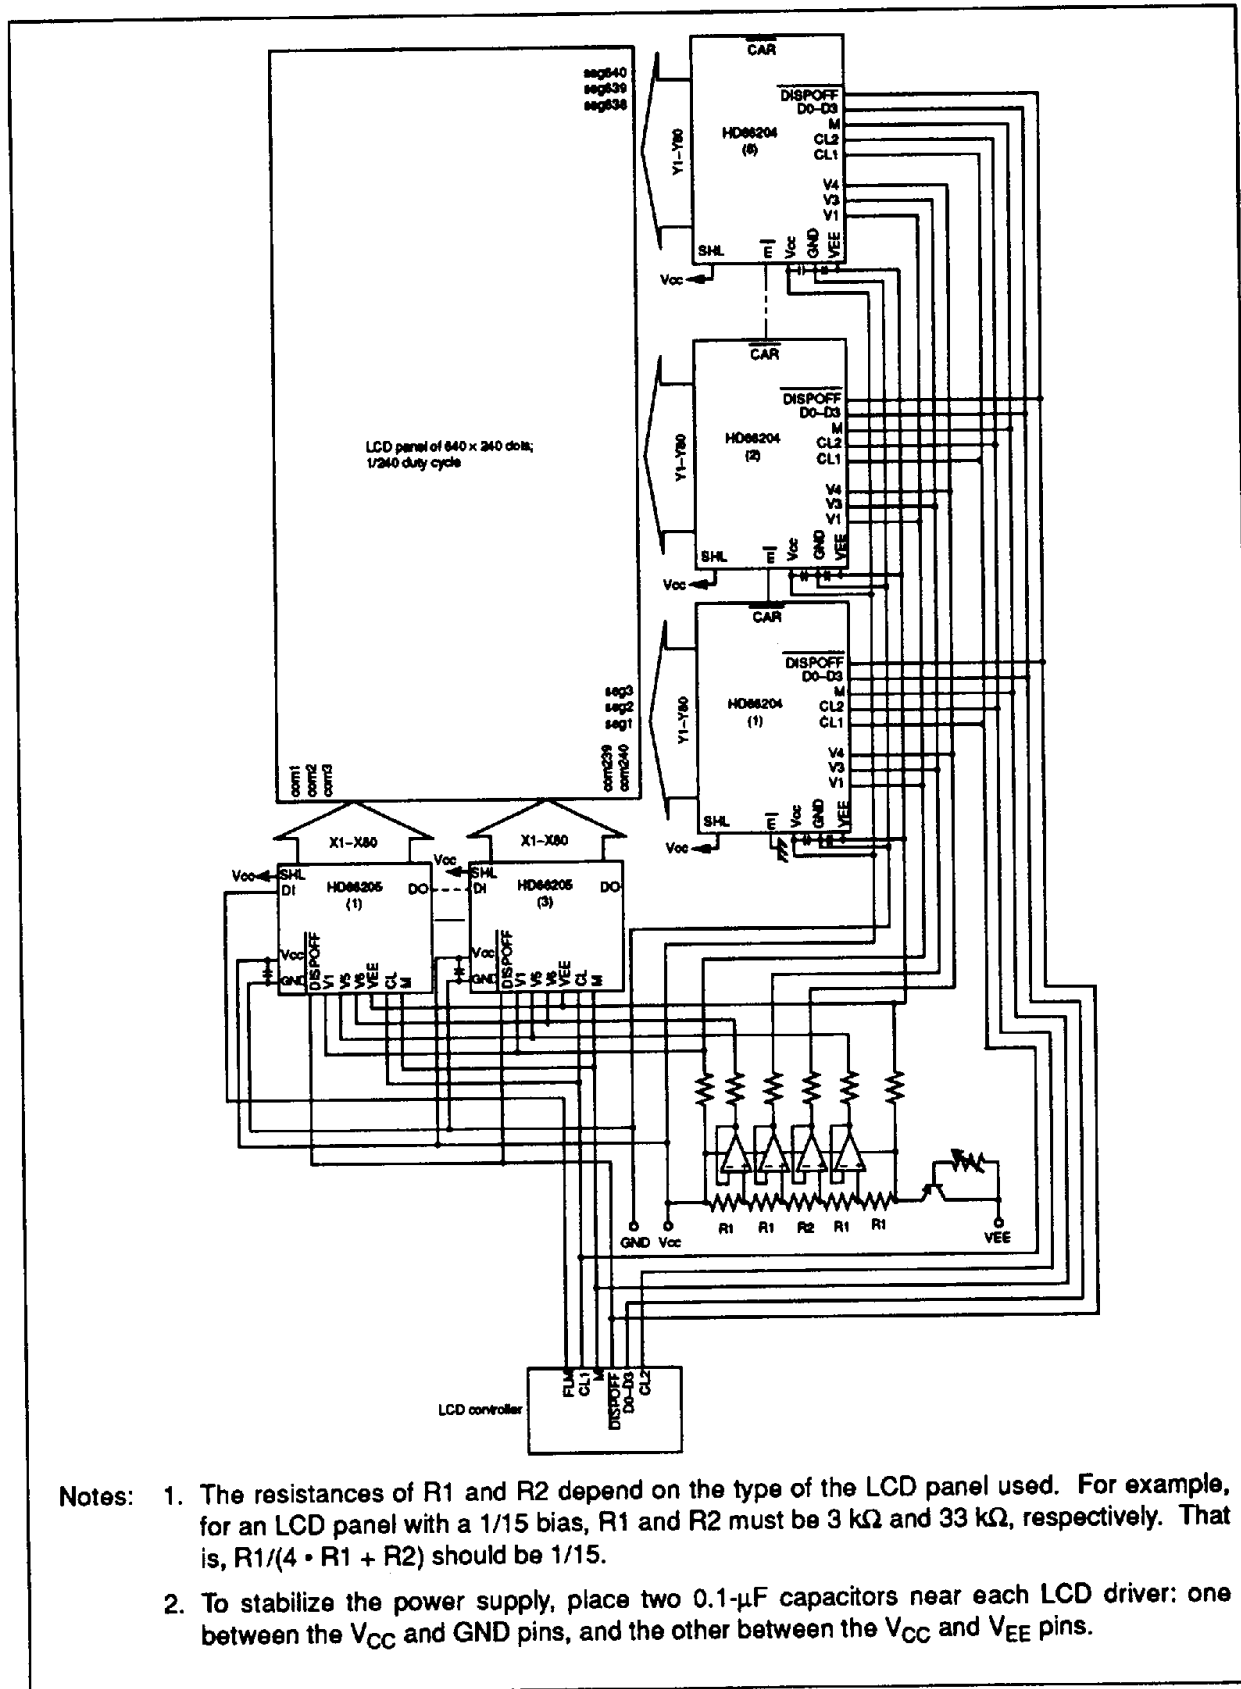 CAR
seg640
seg639
seg638
DISPOFF
D0–D3
M
CL2
CL1
HD66204
(8)
Y1–Y80
V4
V3
V1
SHL
E
Vcc
GND
VEE
Vcc
CAR
DISPOFF
D0–D3
M
CL2
CL1
HD66204
(2)
LCD panel of 640 × 240 dots;
1/240 duty cycle
Y1–Y80
V4
V3
V1
SHL
E
Vcc
GND
VEE
Vcc
CAR
DISPOFF
D0–D3
M
CL2
CL1
seg3
seg2
seg1
HD66204
(1)
Y1–Y80
V4
V3
V1
com1
com2
com3
com239
com240
SHL
E
Vcc
GND
VEE
Vcc
X1–X80
X1–X80
Vcc
SHL
DI
HD66205
(1)
DO
Vcc
SHL
DI
HD66205
(3)
DO
Vcc
GND
DISPOFF
V1
V5
V6
VEE
CL
M
Vcc
GND
DISPOFF
V1
V5
V6
VEE
CL
M
R1
R1
R2
R1
R1
GND
Vcc
VEE
FLM
CL1
M
DISPOFF
D0–D3
CL2
LCD controller
Notes: 1. The resistances of R1 and R2 depend on the type of the LCD panel used. For example,
for an LCD panel with a 1/15 bias, R1 and R2 must be 3 kΩ and 33 kΩ, respectively. That
is, R1/(4 • R1 + R2) should be 1/15.
2. To stabilize the power supply, place two 0.1-µF capacitors near each LCD driver: one
between the VCC and GND pins, and the other between the VCC and VEE pins.